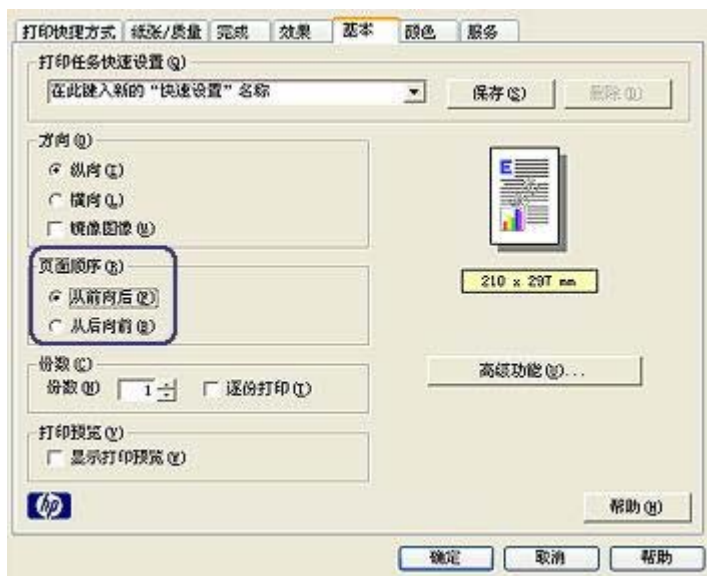 打印快捷方式 纸张/质量 完成 效果 基本 颜色 服务
打印任务快速设置(Q)
在此键入新的“快速设置”名称 保存(S) 删除(D)
方向(O)
纵向(T)
横向(L)
镜像图像(M)
E
210 x 297 mm
页面顺序(R)
从前向后(P)
从后向前(B)
份数(C)
份数(N) 1 逐份打印(T)
高级功能(U)...
打印预览(V)
显示打印预览(Y)
hp
帮助(H)
确定 取消 帮助